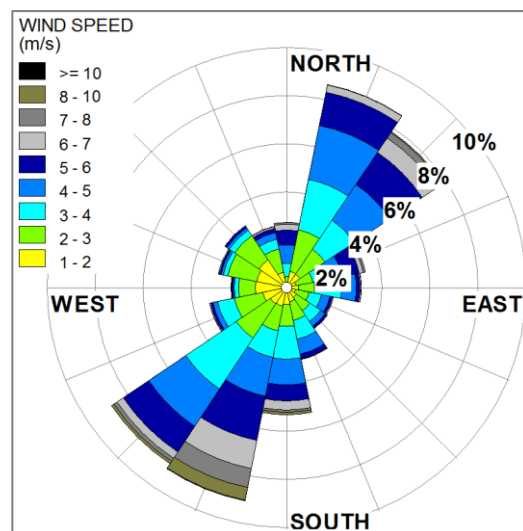 WIND SPEED
(m/s)
>= 10
8 - 10
7 - 8
6 - 7
5 - 6
4 - 5
3 - 4
2 - 3
1 - 2
NORTH
10%
8%
6%
4%
2%
WEST
EAST
SOUTH